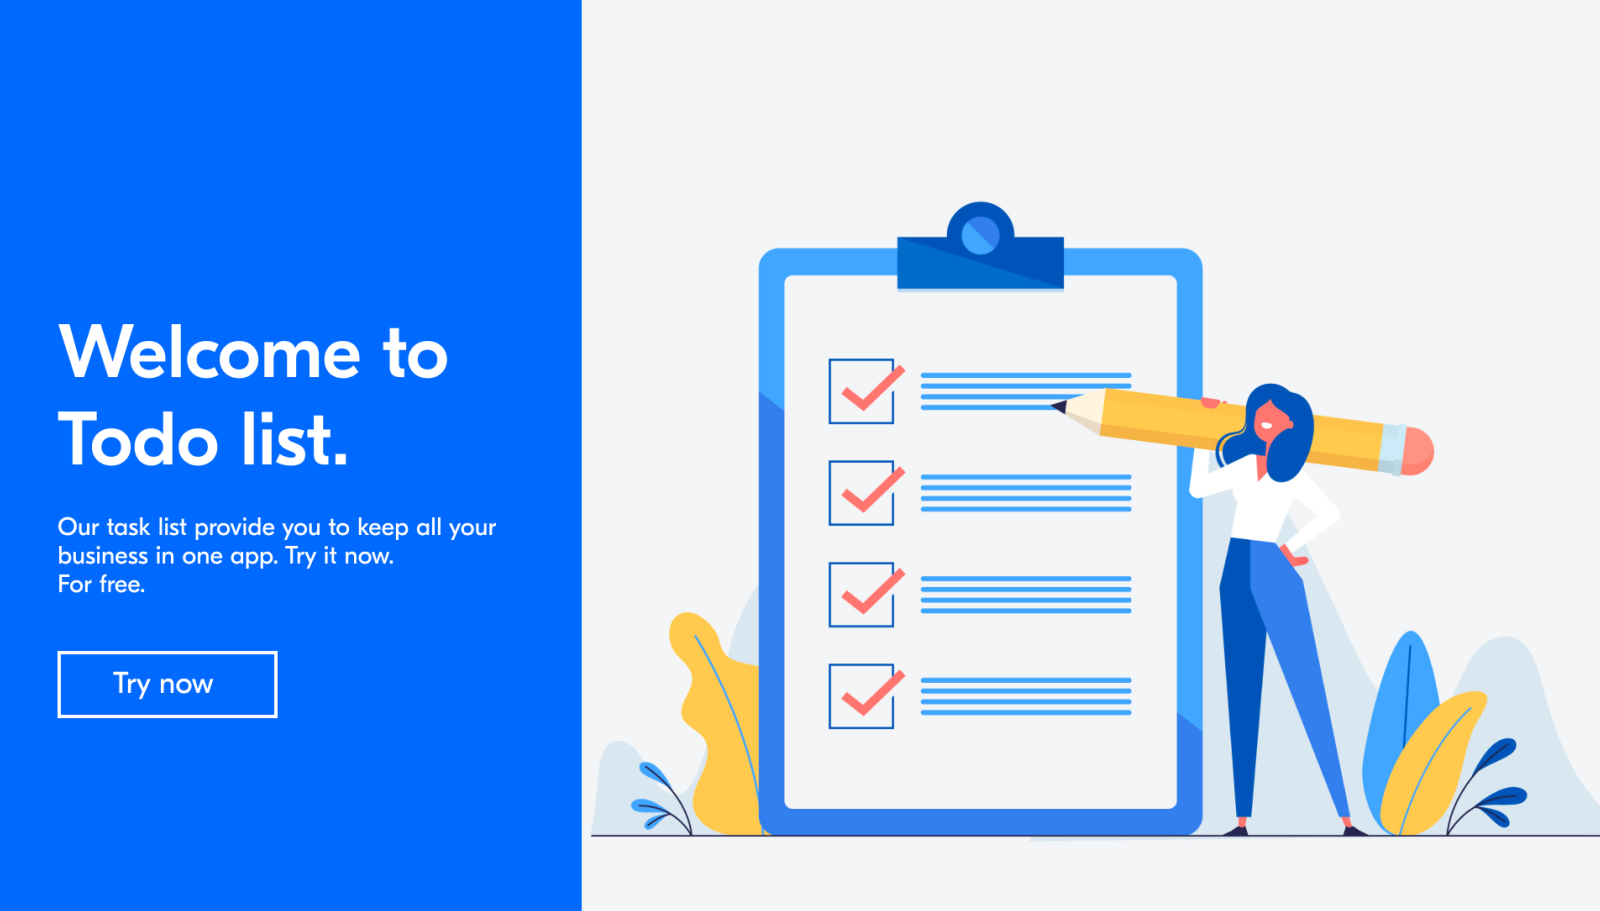 Welcome to
Todo list.
Our task list provide you to keep all your
business in one app. Try it now.
For free.
Try now